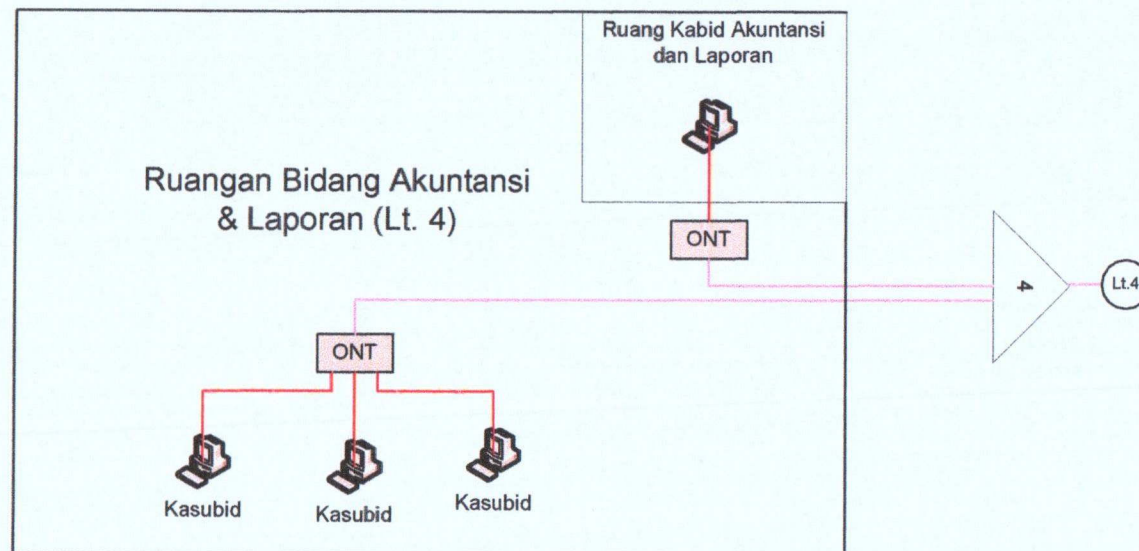 Ruang Kabid Akuntansi
dan Laporan
Ruangan Bidang Akuntansi
& Laporan (Lt. 4)
ONT
4
Lt.4
ONT
Kasubid
Kasubid
Kasubid